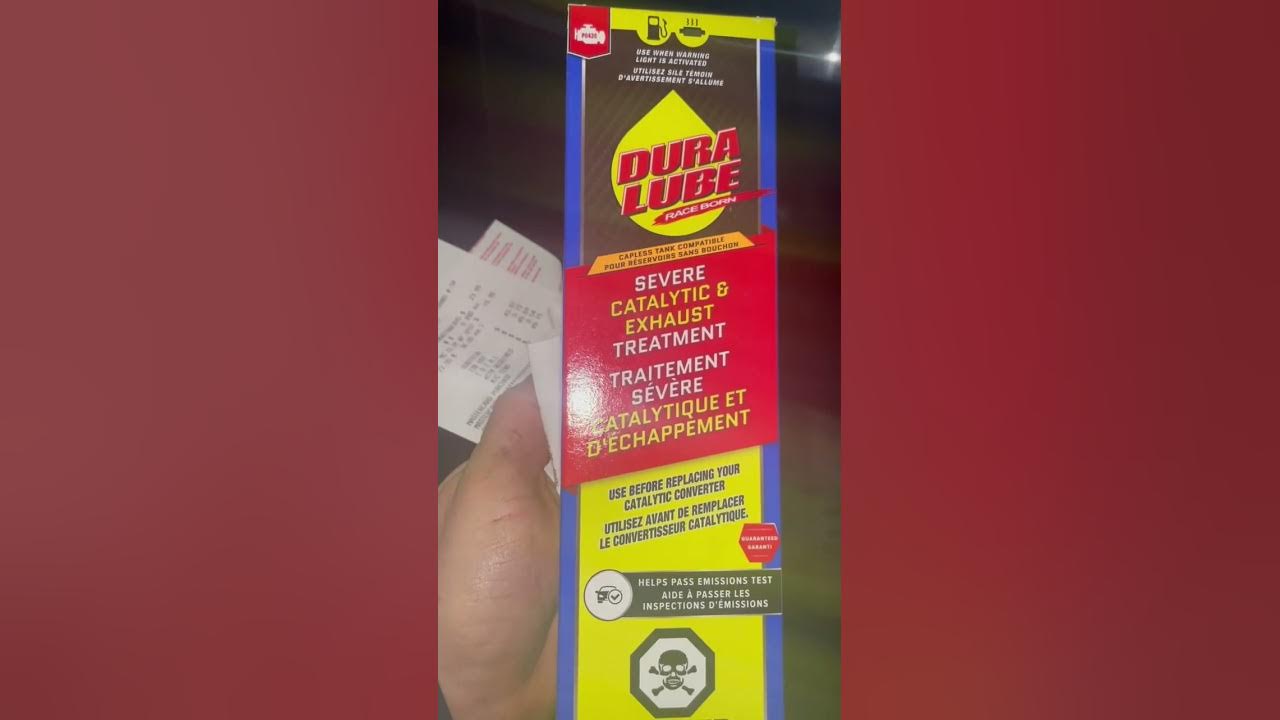 P0420
USE WHEN WARNING
LIGHT IS ACTIVATED
UTILISEZ SILE TÉMOIN
D'AVERTISSEMENT S'ALLUME
DURA
LUBE
RACE BORN
CAPLESS TANK COMPATIBLE
POUR RÉSERVOIRS SANS BOUCHON
SEVERE
CATALYTIC &
EXHAUST
TREATMENT
TRAITEMENT
SÉVÈRE
CATALYTIQUE ET
D'ÉCHAPPEMENT
USE BEFORE REPLACING YOUR
CATALYTIC CONVERTER
UTILISEZ AVANT DE REMPLACER
LE CONVERTISSEUR CATALYTIQUE.
GUARANTEED
GARANTI
HELPS PASS EMISSIONS TEST
AIDE À PASSER LES
INSPECTIONS D'ÉMISSIONS